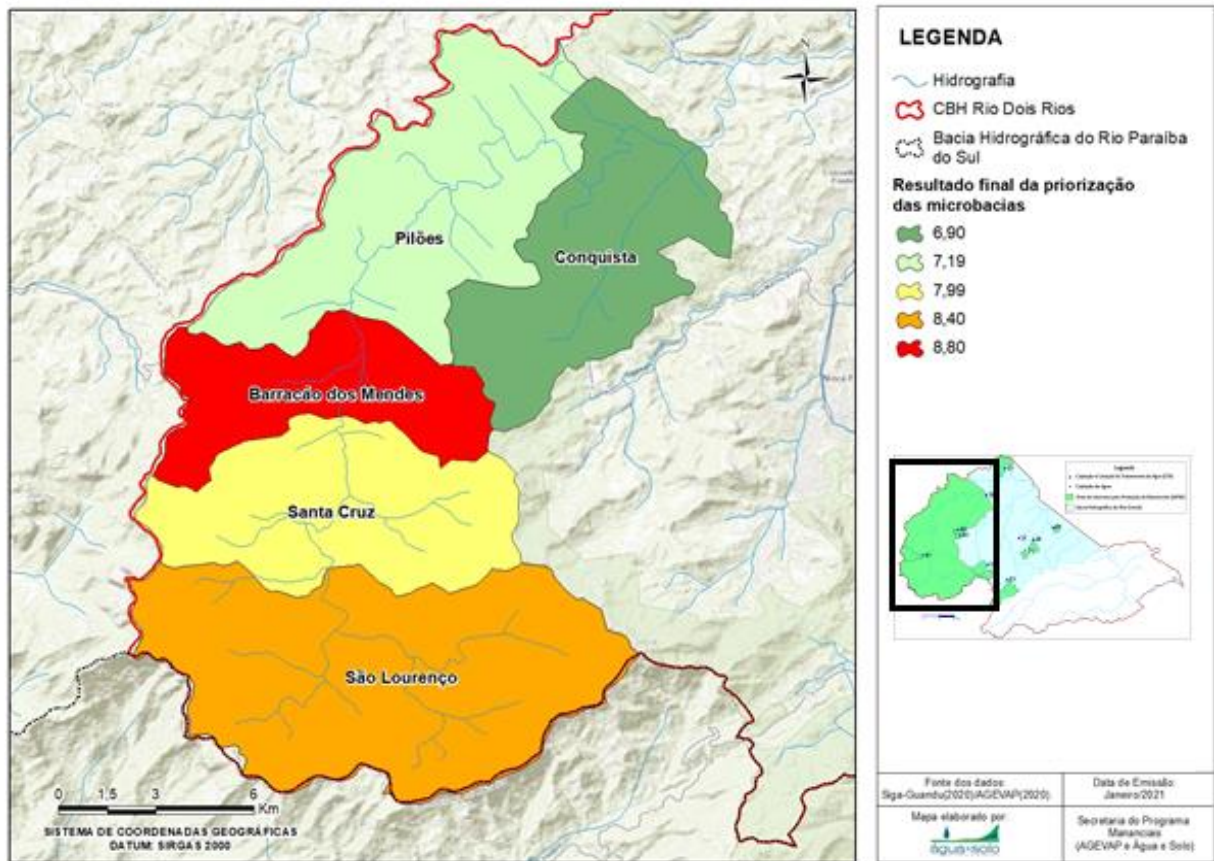 Pilões
Conquista
Barração dos Mendes
Santa Cruz
São Lourenço
0 1,5 3 6
Km
SISTEMA DE COORDENADAS GEOGRÁFICAS
DATUM: SIRGAS 2000
LEGENDA
Hidrografia
CBH Rio Dois Rios
Bacia Hidrográfica do Rio Paraíba
do Sul
Resultado final da priorização
das microbacias
6,90
7,19
7,99
8,40
8,80
Legenda
Fonte dos dados:
Siga-Guandu(2020)/AGEVAP(2020)
Data de Emissão:
Janeiro/2021
Mapa elaborado por:
água e solo
Secretaria do Programa
Mananciais
(AGEVAP e Água e Solo)